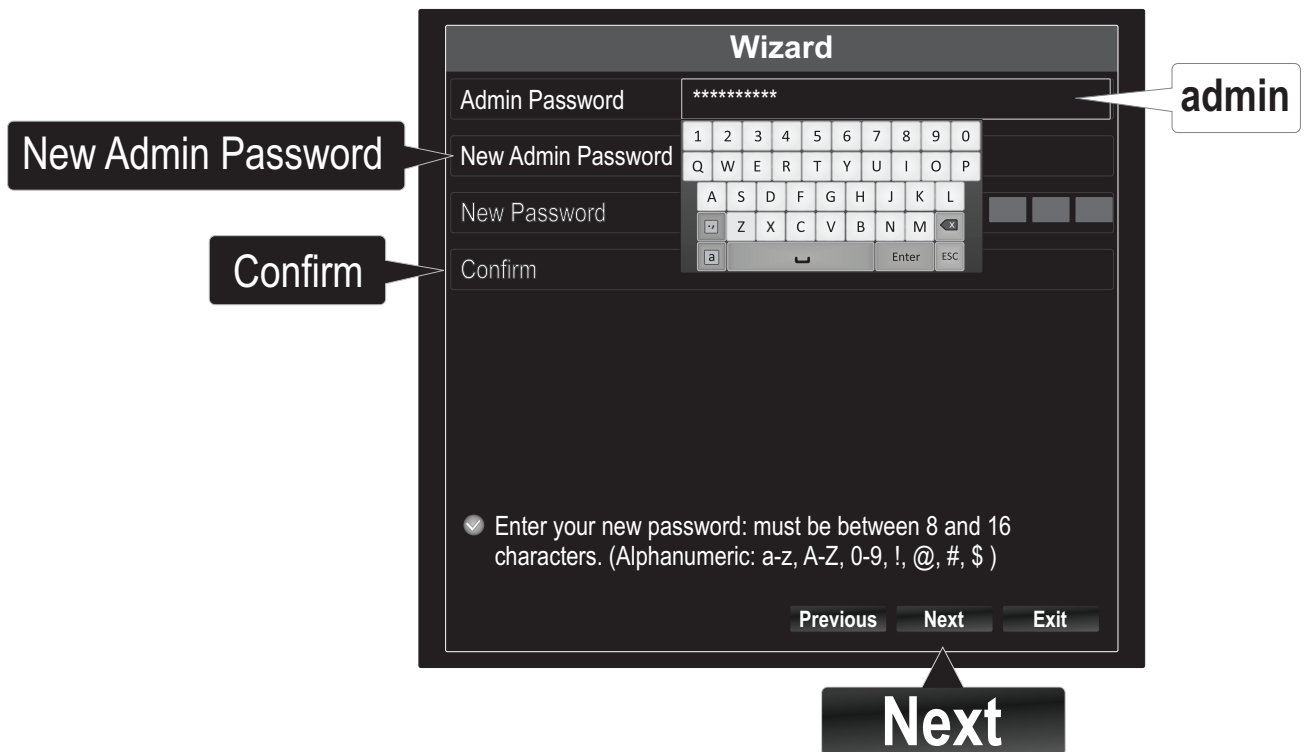 Wizard
Admin Password
**********
admin
New Admin Password
New Admin Password
1 2 3 4 5 6 7 8 9 0
Q W E R T Y U I O P
A S D F G H J K L
New Password
Z X C V B N M
Confirm
Confirm
a
Enter
ESC
Enter your new password: must be between 8 and 16
characters. (Alphanumeric: a-z, A-Z, 0-9, !, @, #, $ )
Previous
Next
Exit
Next